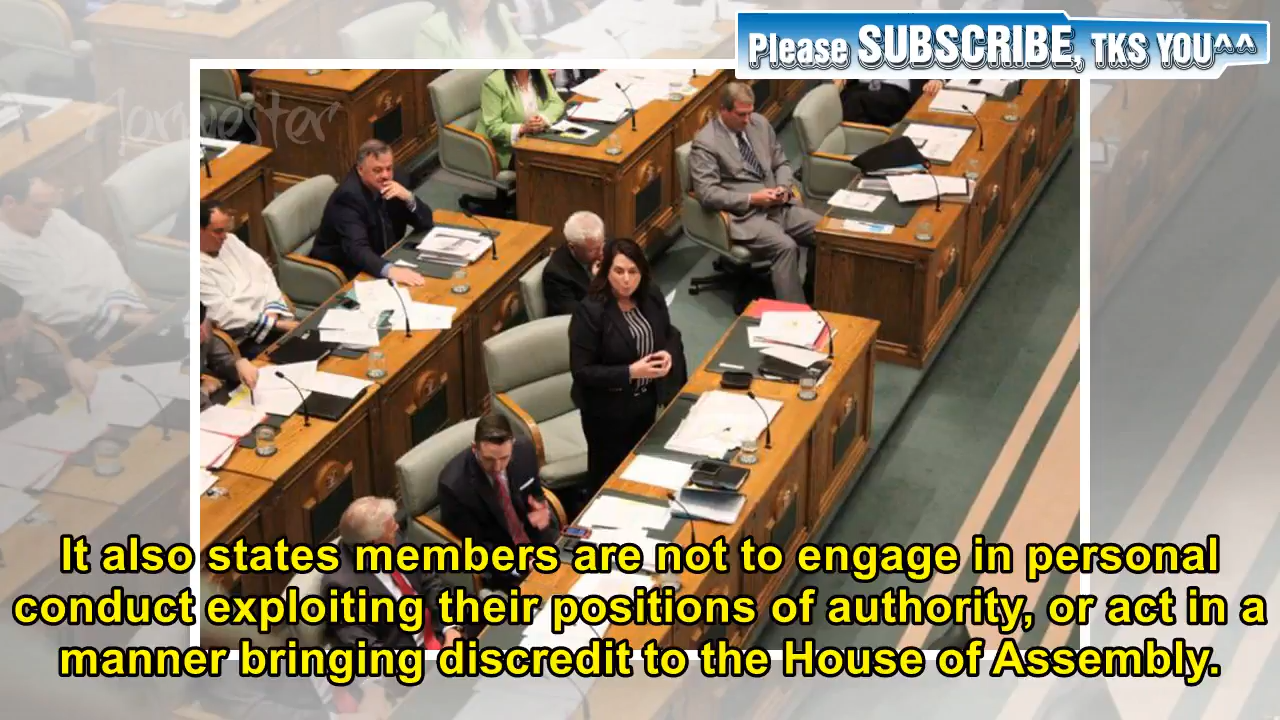 Please SUBSCRIBE, TKS YOU^^
Norwester
It also states members are not to engage in personal
conduct exploiting their positions of authority, or act in a
manner bringing discredit to the House of Assembly.